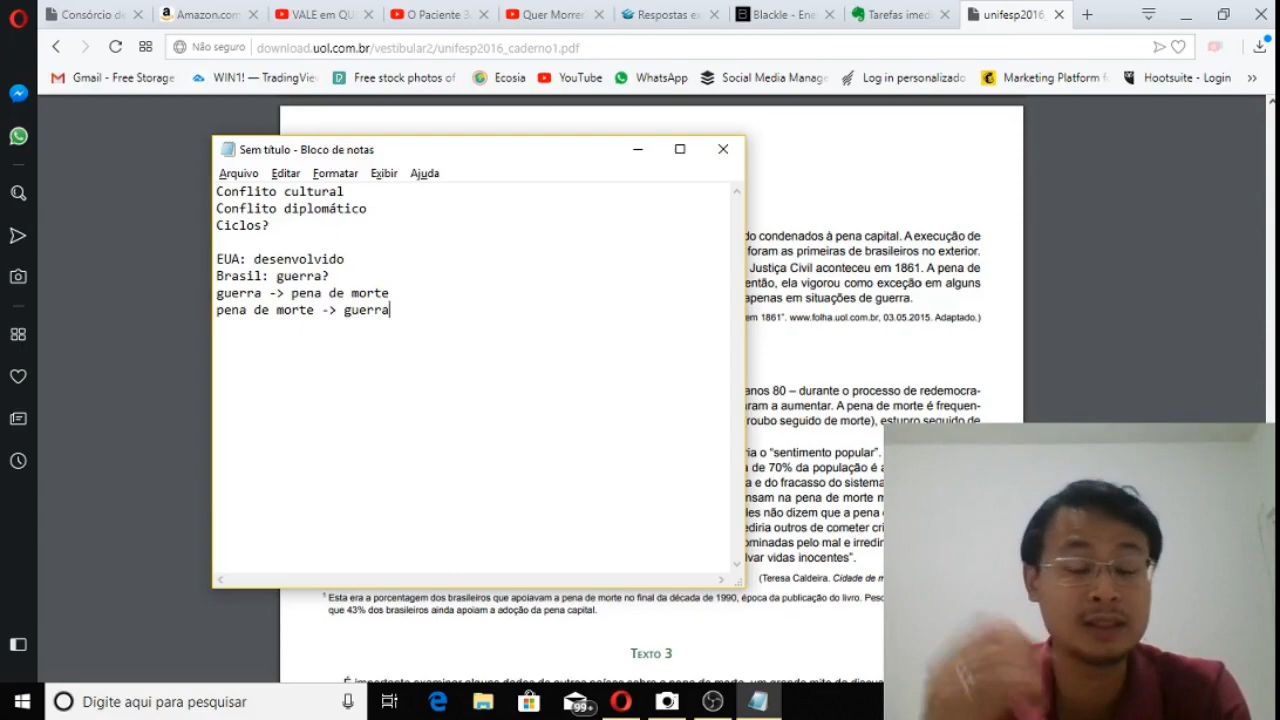 Consórcio d
Amazon.com
VALE em QU
O Paciente 3
Quer Morre
Respostas e
Blackle - Ene
Tarefas imed
unifesp2016_
Não seguro
download.uol.com.br/vestibular2/unifesp2016_caderno1.pdf
Gmail - Free Storage
WIN1! — TradingVie
Free stock photos of
Ecosia
YouTube
WhatsApp
Social Media Manag
Log in personalizado
Marketing Platform f
Hootsuite - Login
Sem título - Bloco de notas
Arquivo Editar Formatar Exibir Ajuda
Conflito cultural
Conflito diplomático
Ciclos?
EUA: desenvolvido
Brasil: guerra?
guerra -> pena de morte
pena de morte -> guerra
do condenados à pena capital. A execução de
foram as primeiras de brasileiros no exterior.
Justiça Civil aconteceu em 1861. A pena de
então, ela vigorou como exceção em alguns
apenas em situações de guerra.
em 1861”. www.folha.uol.com.br, 03.05.2015. Adaptado.)
anos 80 – durante o processo de redemocra-
ram a aumentar. A pena de morte é frequen-
roubo seguido de morte), estupro seguido de
ria o “sentimento popular”.
a de 70% da população é a
a e do fracasso do sistema
nsam na pena de morte m
les não dizem que a pena
ediria outros de cometer cri
ominadas pelo mal e irredim
lvar vidas inocentes”.
(Teresa Caldeira. Cidade de m
1 Esta era a porcentagem dos brasileiros que apoiavam a pena de morte no final da década de 1990, época da publicação do livro. Pesq
que 43% dos brasileiros ainda apoiam a adoção da pena capital.
TEXTO 3
Digite aqui para pesquisar
99+